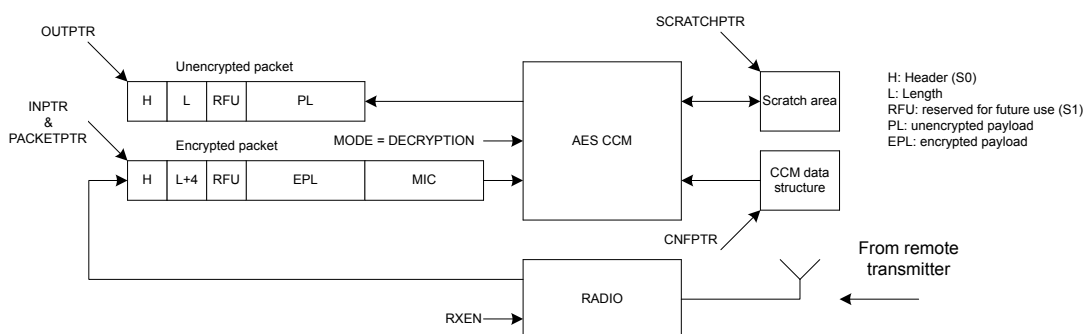 OUTPTR
SCRATCHPTR
Unencrypted packet
H L RFU PL
INPTR
&
PACKETPTR
MODE = DECRYPTION
AES CCM
Scratch area
H: Header (S0)
L: Length
RFU: reserved for future use (S1)
PL: unencrypted payload
EPL: encrypted payload
Encrypted packet
H L+4 RFU EPL MIC
CCM data
structure
CNFPTR
From remote
transmitter
RADIO
RXEN